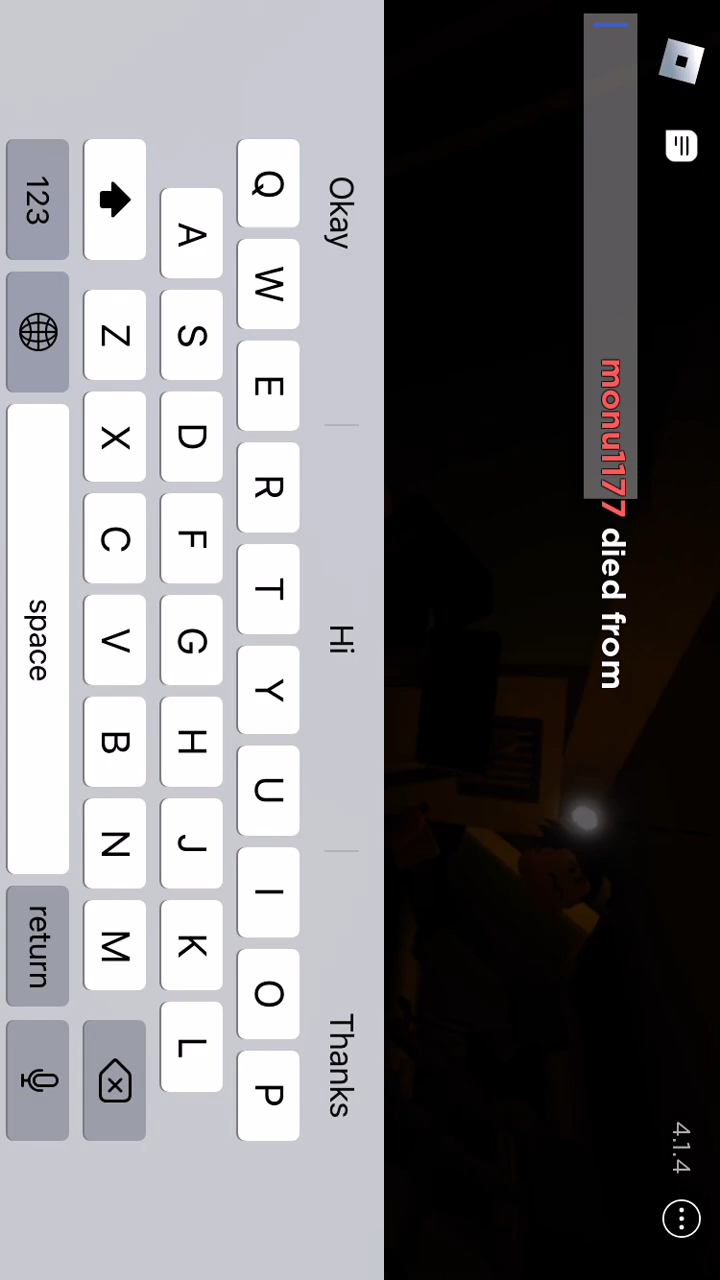 4.1.4
monu1177 died from
Okay Hi Thanks
Q W E R T Y U I O P
A S D F G H J K L
Z X C V B N M
123 space return